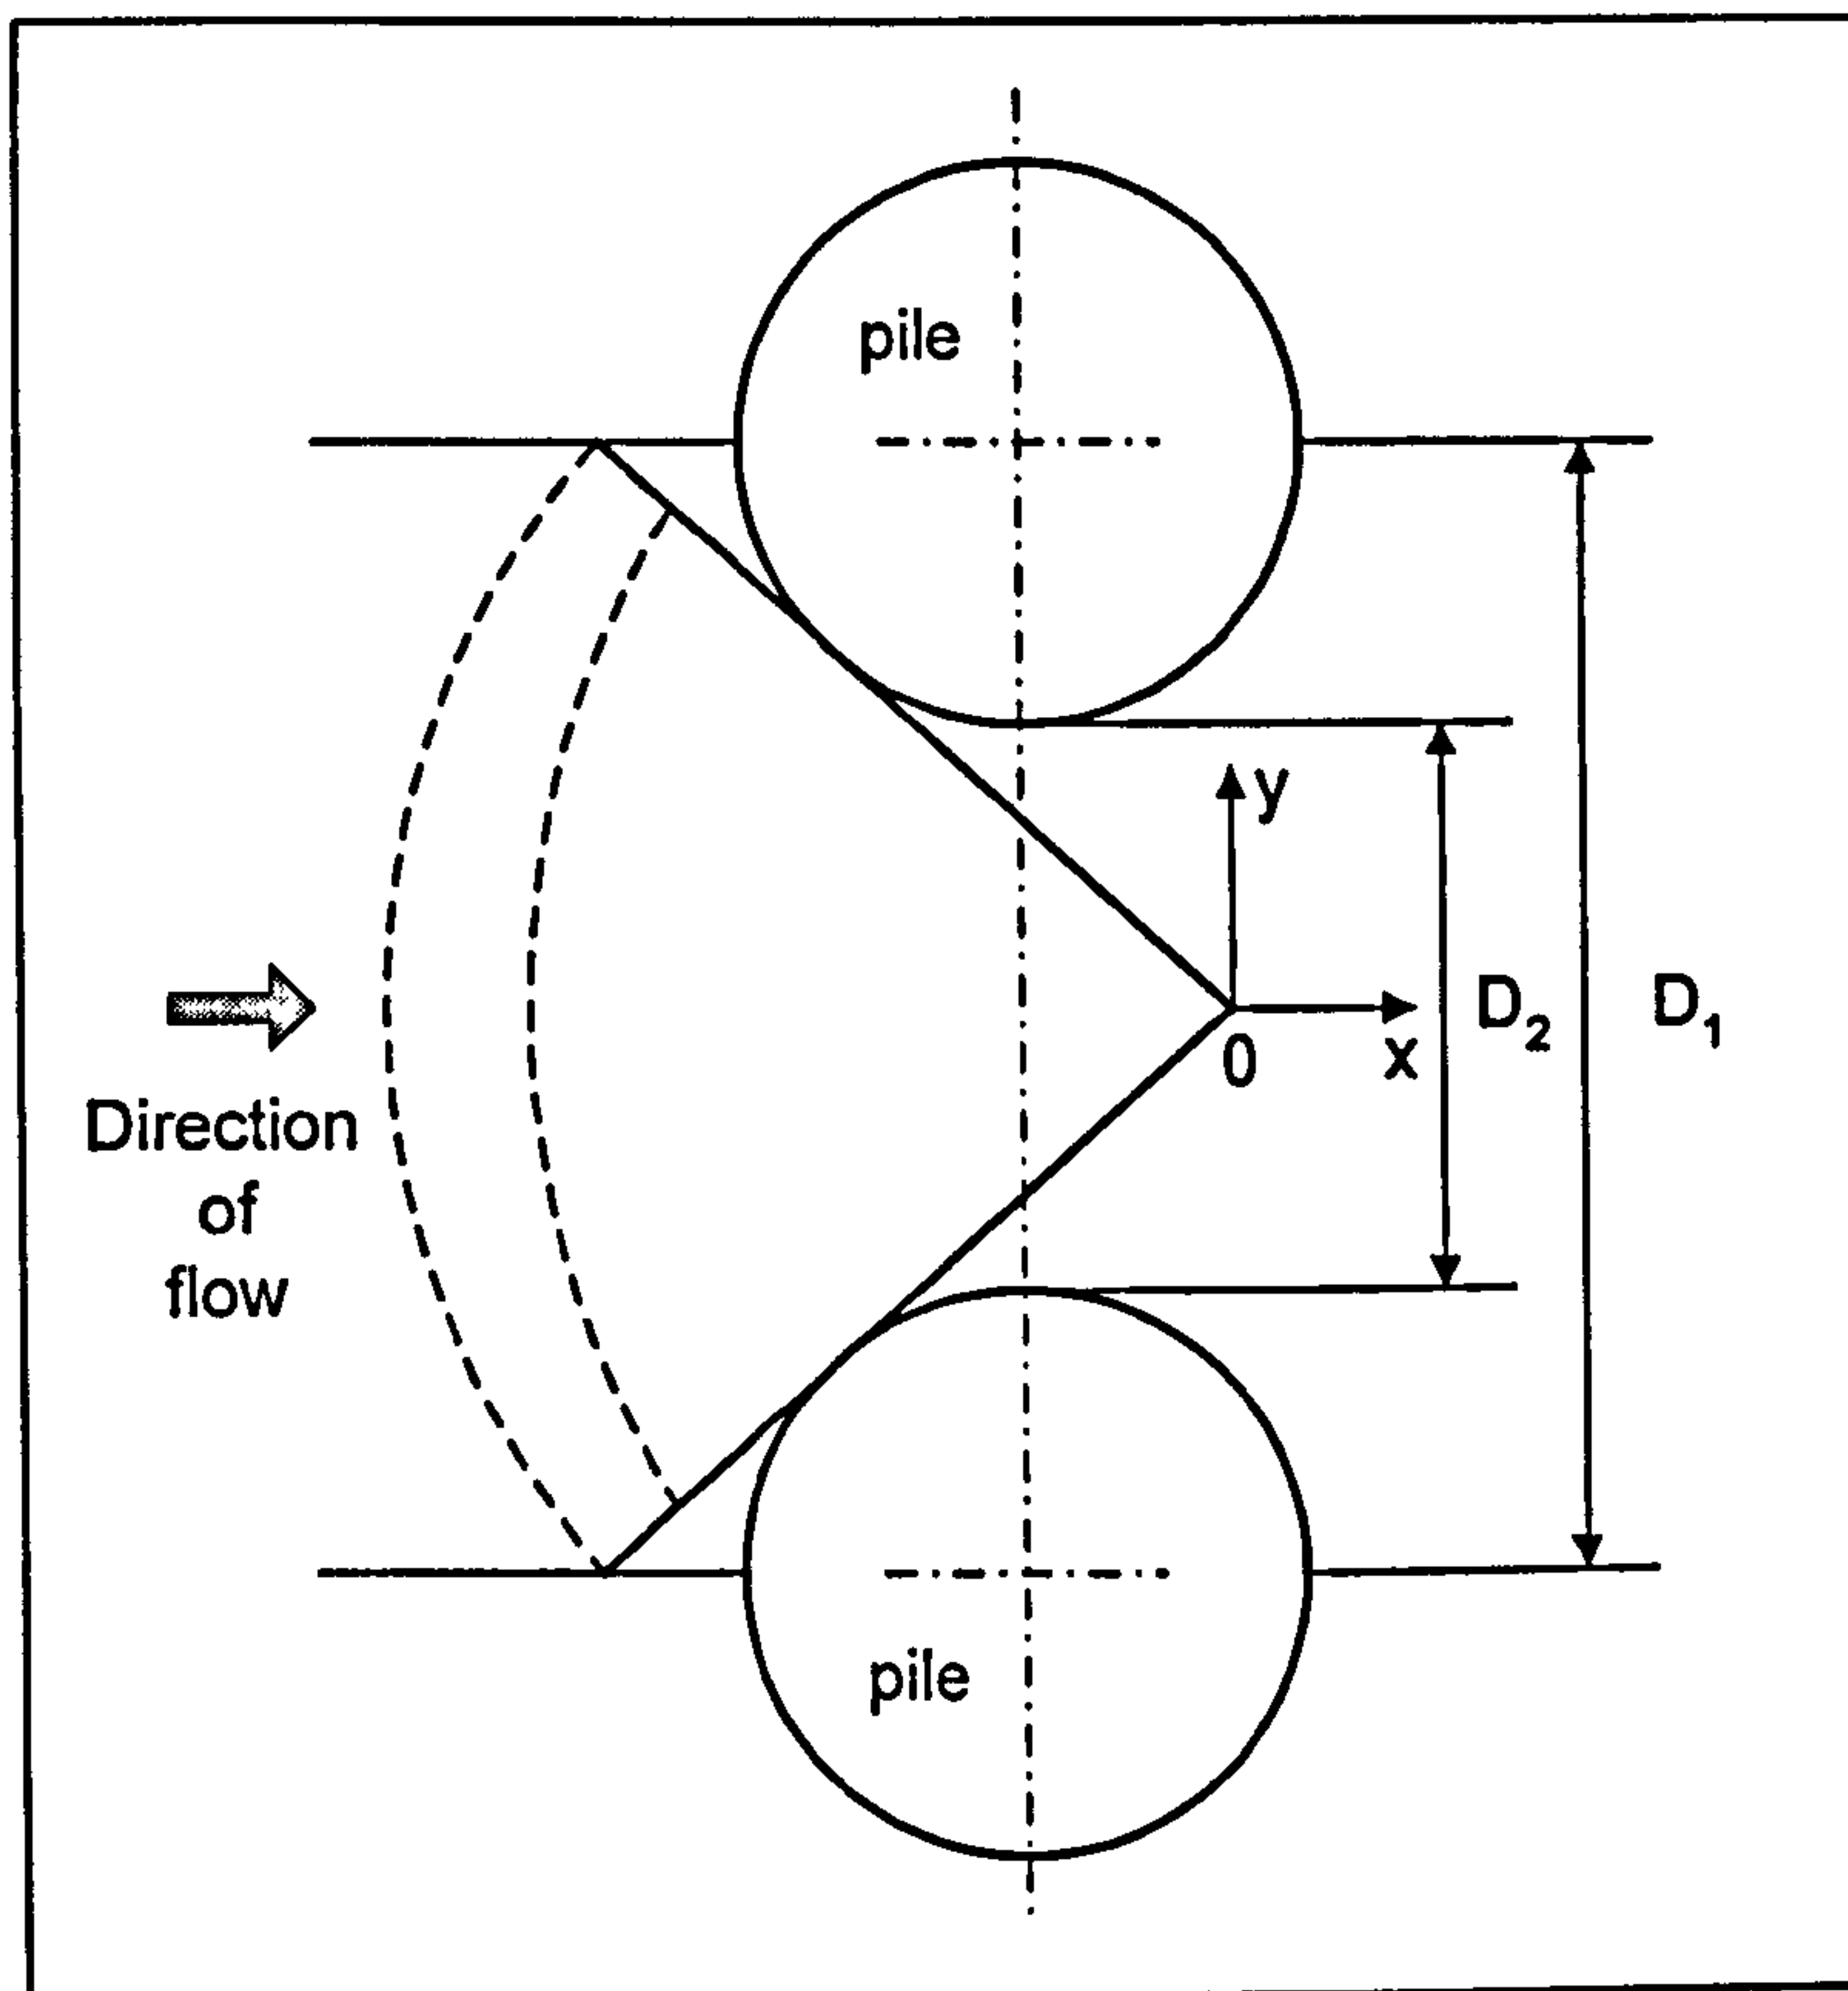 pile
y
0
x
D₂
D₁
Direction
of
flow
pile